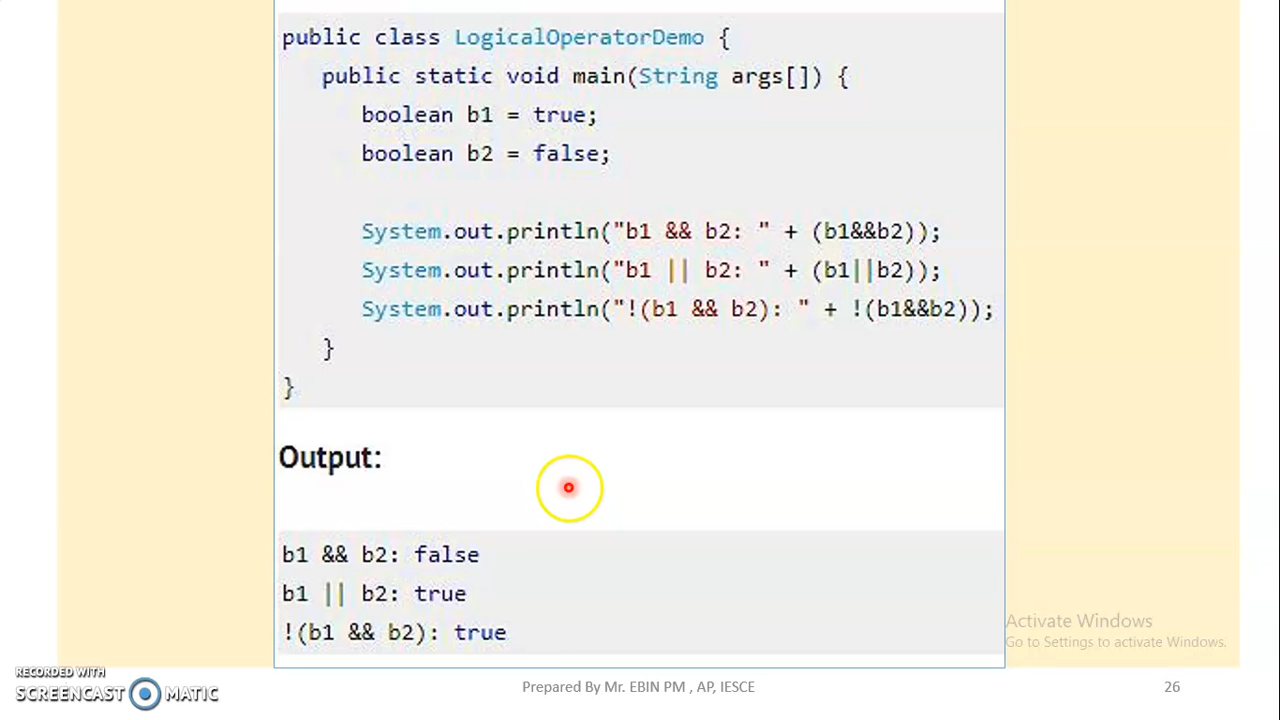 public class LogicalOperatorDemo {
public static void main(String args[]) {
boolean b1 = true;
boolean b2 = false;
System.out.println("b1 && b2: " + (b1&&b2));
System.out.println("b1 || b2: " + (b1||b2));
System.out.println("!(b1 && b2): " + !(b1&&b2));
}
}
Output:
b1 && b2: false
b1 || b2: true
!(b1 && b2): true
Activate Windows
Go to Settings to activate Windows.
RECORDED WITH
SCREENCAST MATIC
Prepared By Mr. EBIN PM , AP, IESCE
26